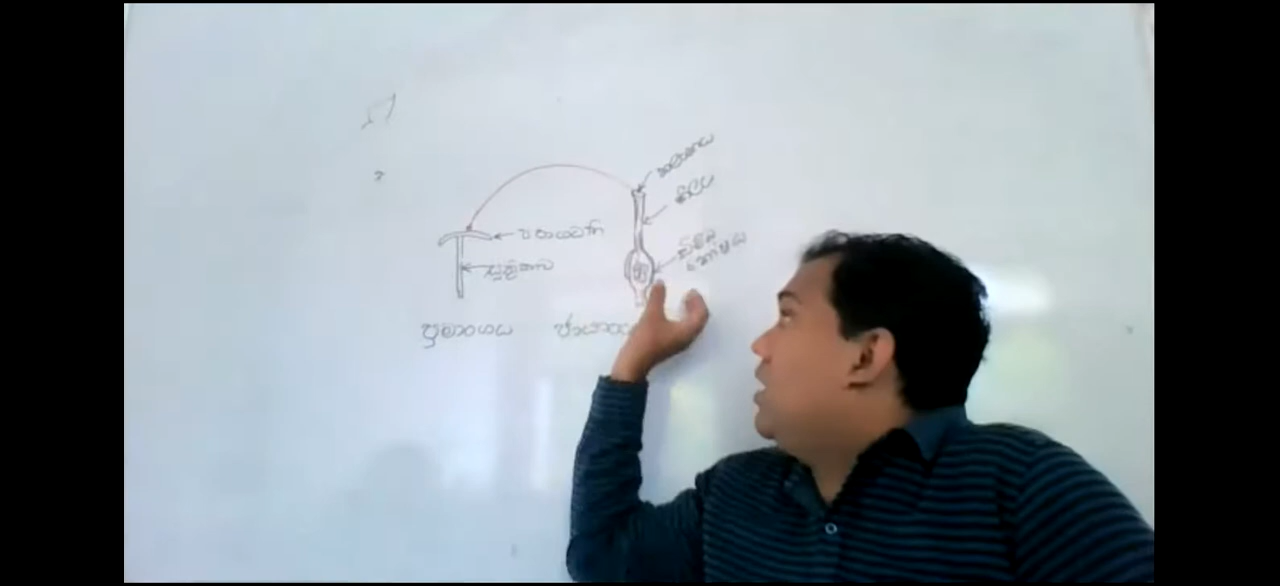 කලංකය
කීලය
පරාගධානි
ඩිම්බ
කෝෂය
සූත්‍රිකාව
පුමාංගය